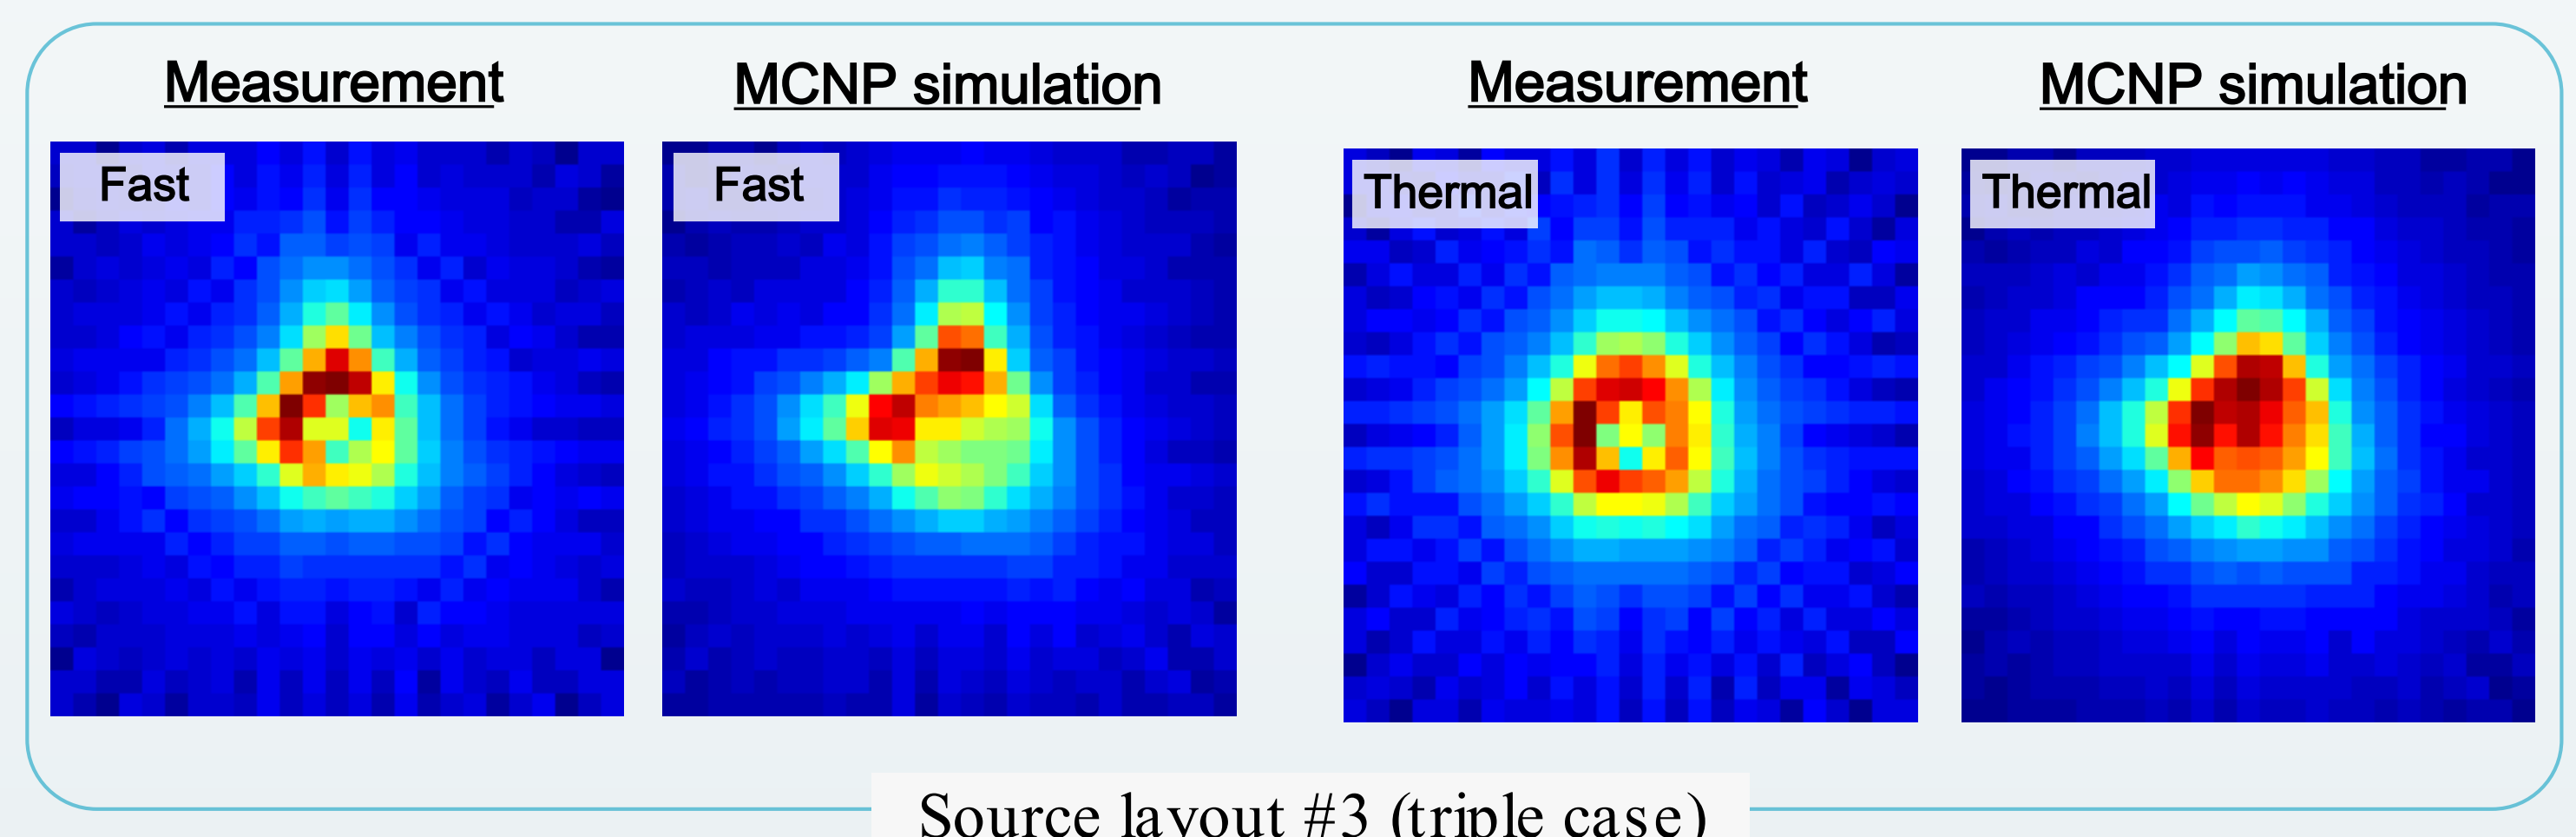 Measurement MCNP simulation Measurement MCNP simulation
Fast Fast Thermal Thermal
Source layout #3 (triple case)